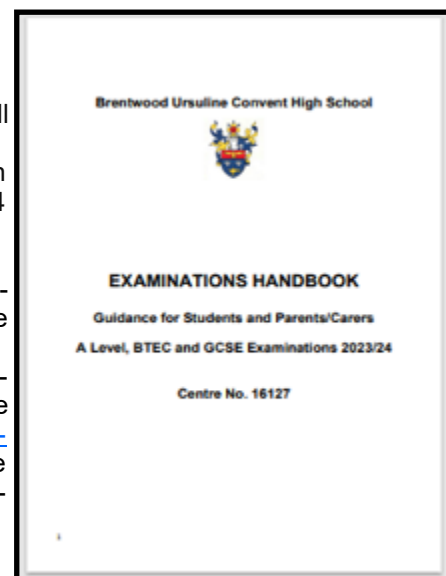 Brentwood Ursuline Convent High School
EXAMINATIONS HANDBOOK
Guidance for Students and Parents/Carers
A Level, BTEC and GCSE Examinations 2023/24
Centre No. 16127